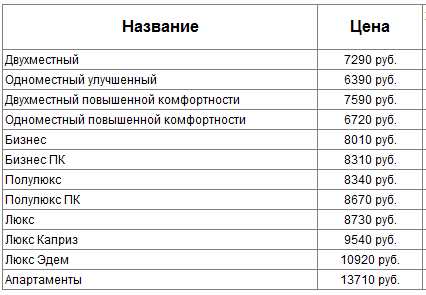 Название Цена
Двухместный 7290 руб.
Одноместный улучшенный 6390 руб.
Двухместный повышенной комфортности 7590 руб.
Одноместный повышенной комфортности 6720 руб.
Бизнес 8010 руб.
Бизнес ПК 8310 руб.
Полулюкс 8340 руб.
Полулюкс ПК 8670 руб.
Люкс 8730 руб.
Люкс Каприз 9540 руб.
Люкс Эдем 10920 руб.
Апартаменты 13710 руб.